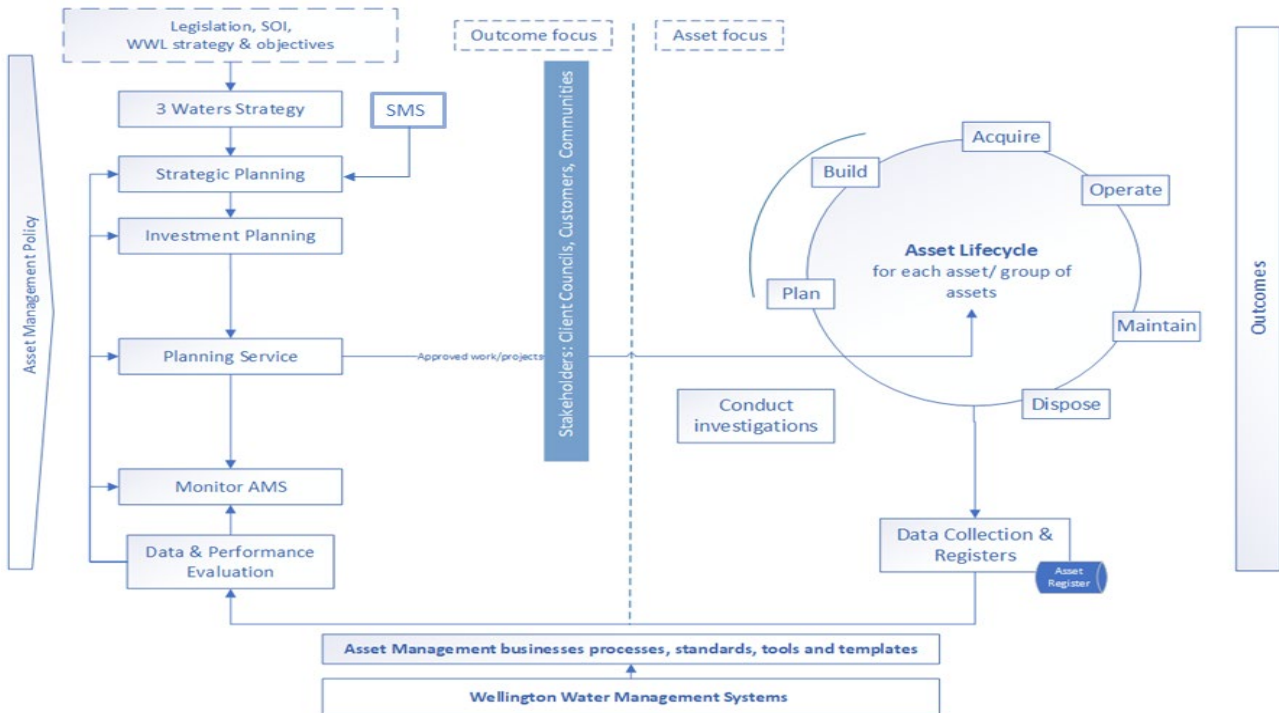 Legislation, SOI,
WWL strategy & objectives
Outcome focus
Asset focus
3 Waters Strategy
SMS
Strategic Planning
Investment Planning
Planning Service
Approved work/projects
Monitor AMS
Data & Performance
Evaluation
Asset Management Policy
Stakeholders: Client Councils, Customers, Communities
Acquire
Build
Operate
Asset Lifecycle
for each asset/ group of
assets
Plan
Maintain
Dispose
Conduct
investigations
Data Collection &
Registers
Asset
Register
Outcomes
Asset Management businesses processes, standards, tools and templates
Wellington Water Management Systems